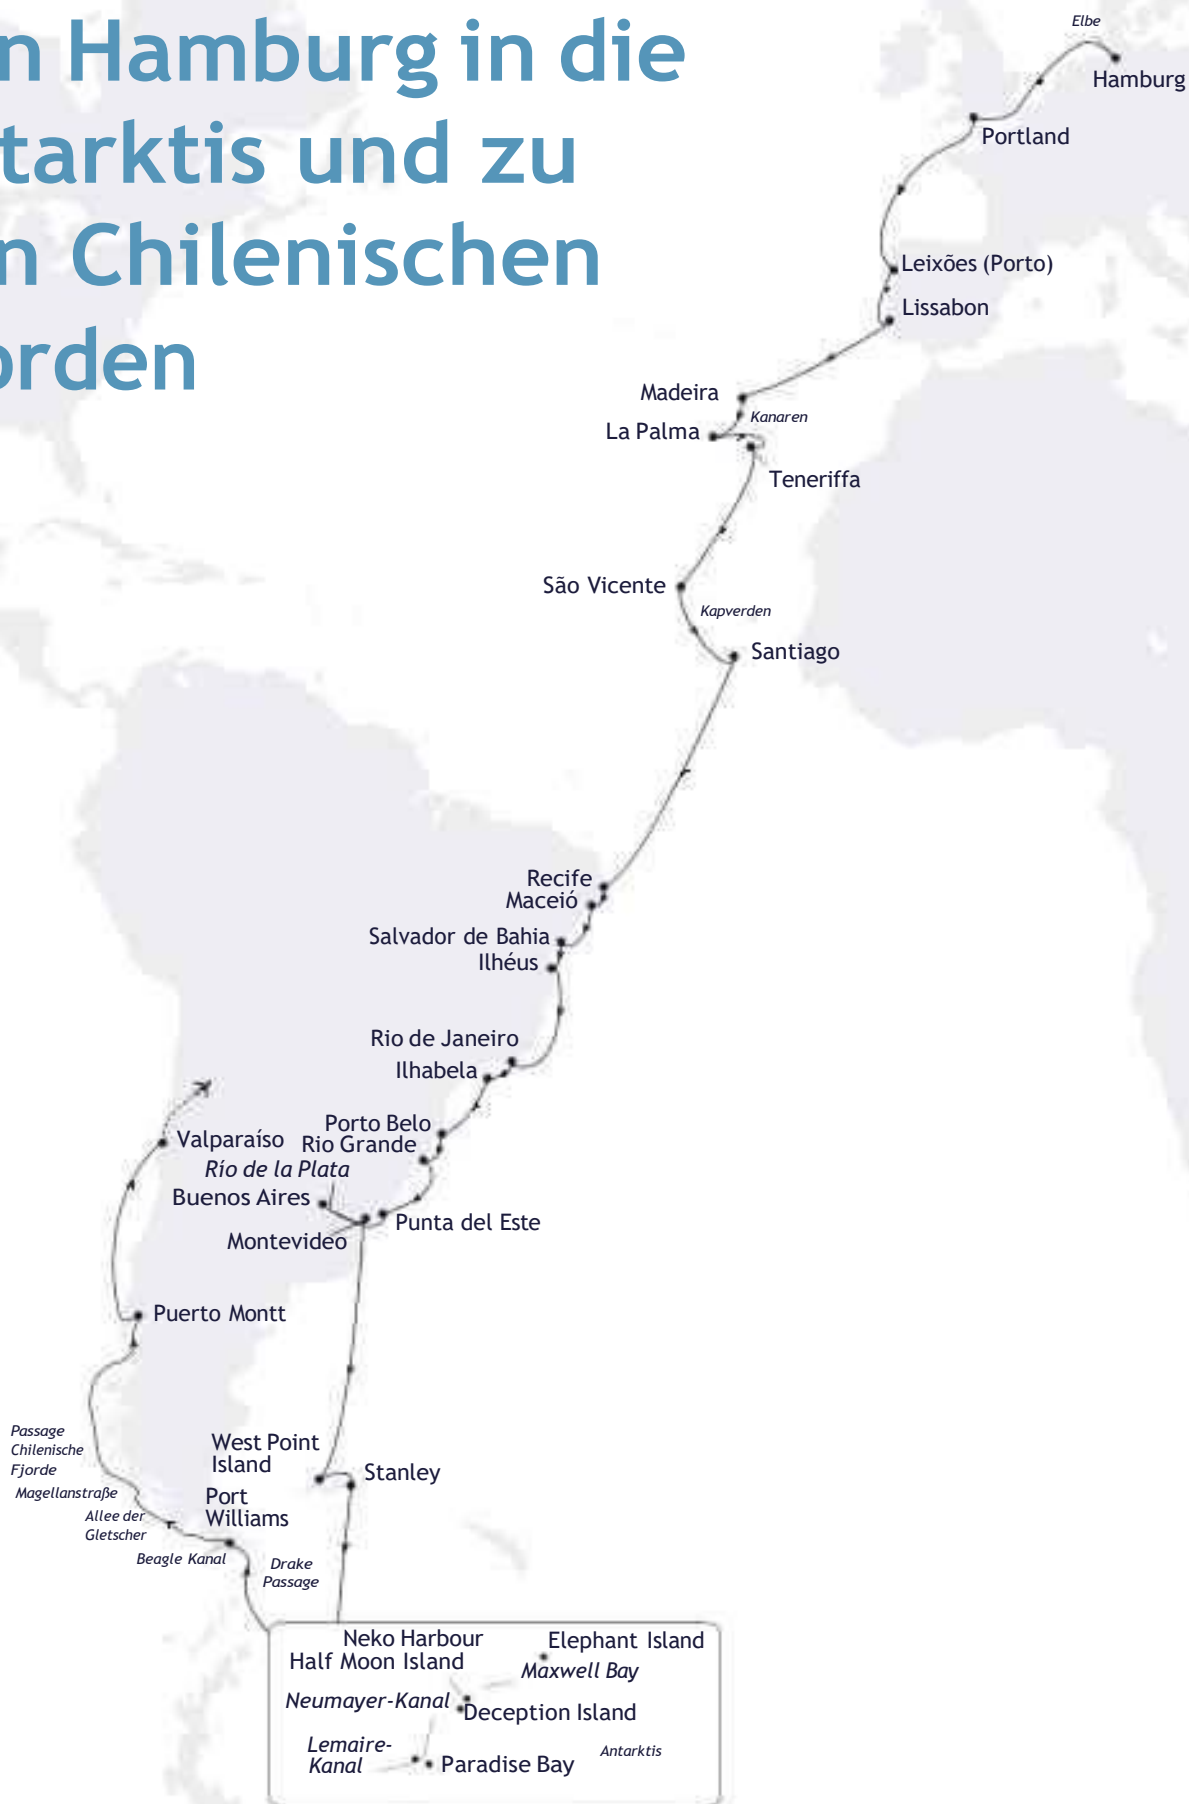 n Hamburg in die
tarktis und zu
n Chilenischen
orden
Elbe
Hamburg
Portland
Leixões (Porto)
Lissabon
Madeira
Kanaren
La Palma
Teneriffa
São Vicente
Kapverden
Santiago
Recife
Maceió
Salvador de Bahia
Ilhéus
Rio de Janeiro
Ilhabela
Porto Belo
Rio Grande
Valparaíso
Río de la Plata
Buenos Aires
Punta del Este
Montevideo
Puerto Montt
Passage
Chilenische
Fjorde
Magellanstraße
Allee der
Gletscher
Beagle Kanal
West Point
Island
Stanley
Port
Williams
Drake
Passage
Neko Harbour
Half Moon Island
Elephant Island
Maxwell Bay
Neumayer-Kanal
Deception Island
Lemaire-
Kanal
Paradise Bay
Antarktis